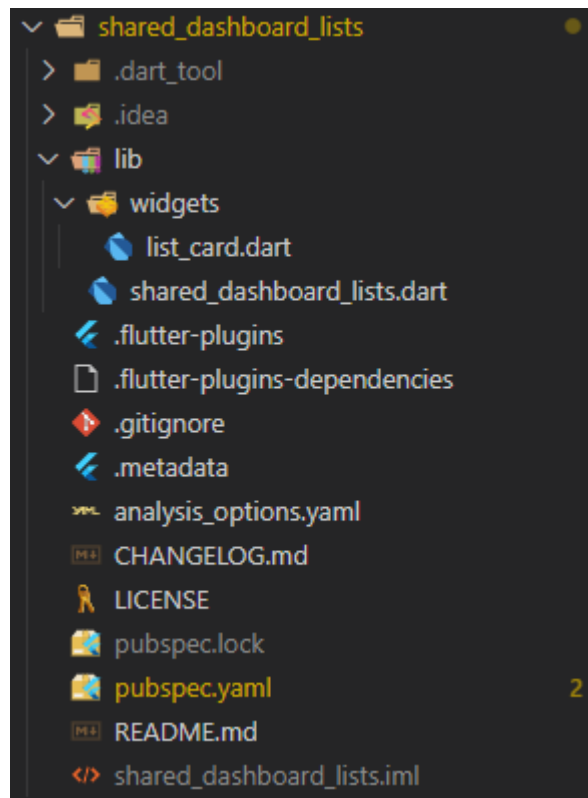 shared_dashboard_lists
.dart_tool
.idea
lib
widgets
list_card.dart
shared_dashboard_lists.dart
.flutter-plugins
.flutter-plugins-dependencies
.gitignore
.metadata
YML analysis_options.yaml
M+ CHANGELOG.md
LICENSE
pubspec.lock
pubspec.yaml 2
M+ README.md
</> shared_dashboard_lists.iml